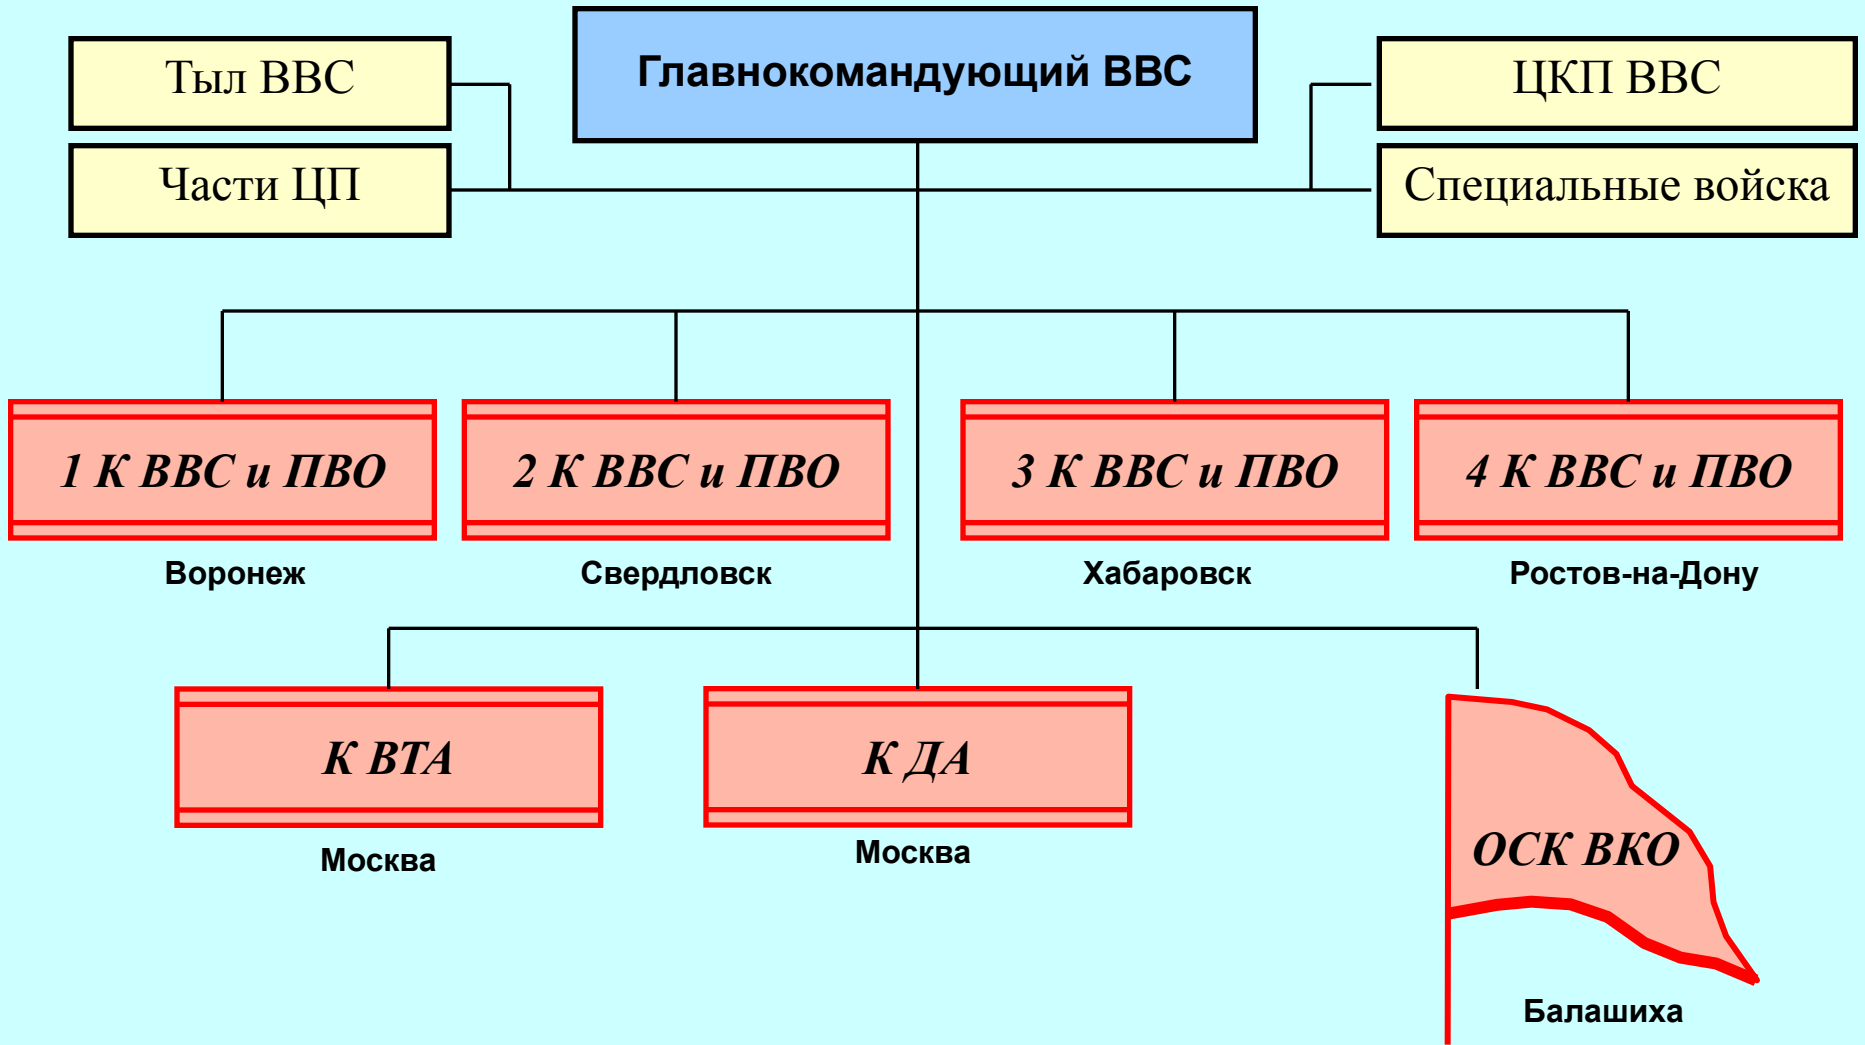 Главнокомандующий ВВС
Тыл ВВС
ЦКП ВВС
Части ЦП
Специальные войска
1 К ВВС и ПВО
2 К ВВС и ПВО
3 К ВВС и ПВО
4 К ВВС и ПВО
Воронеж
Свердловск
Хабаровск
Ростов-на-Дону
К ВТА
К ДА
ОСК ВКО
Москва
Москва
Балашиха